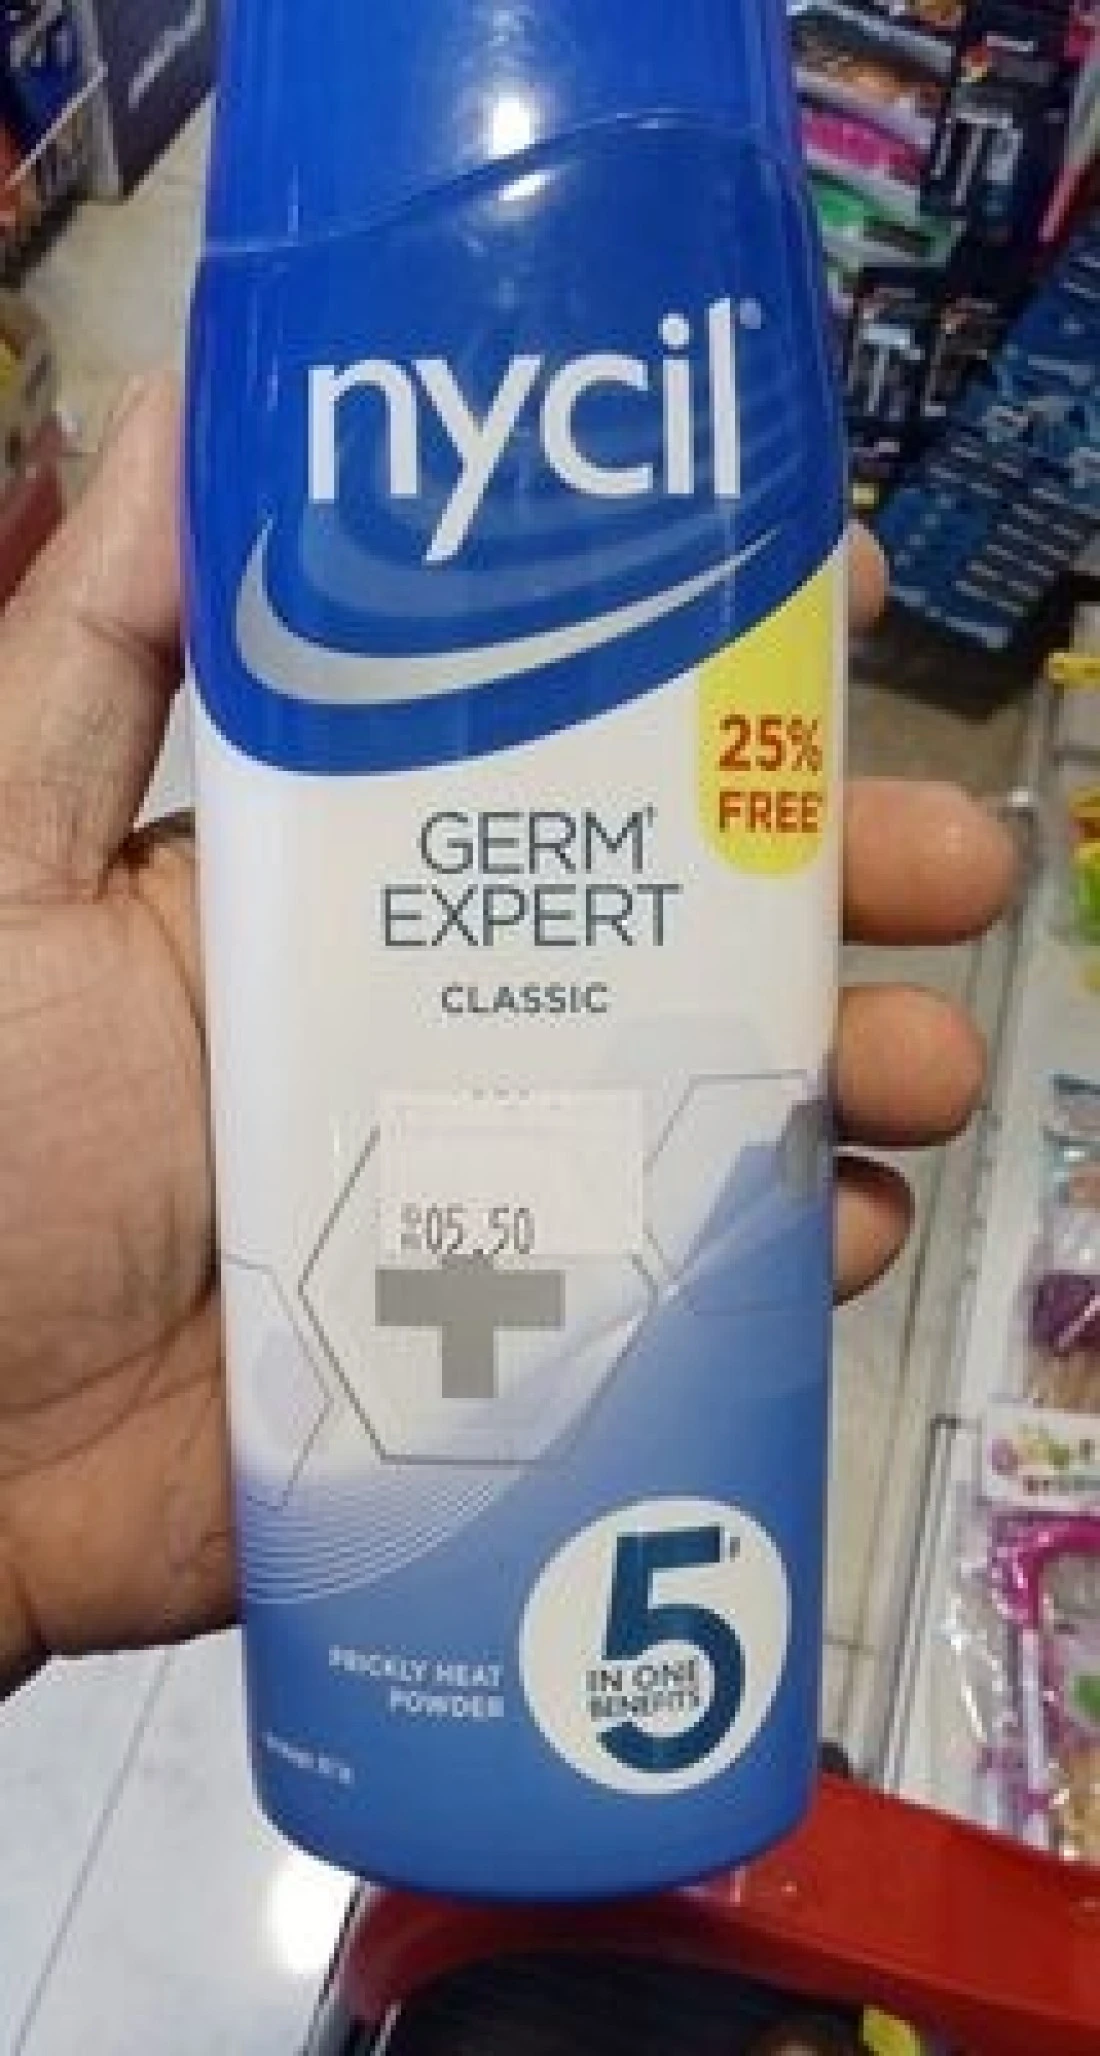 nycil
25%
FREE
GERM
EXPERT
CLASSIC
05.50
5
IN ONE
BENEFITS
PRICKLY HEAT
POWDER